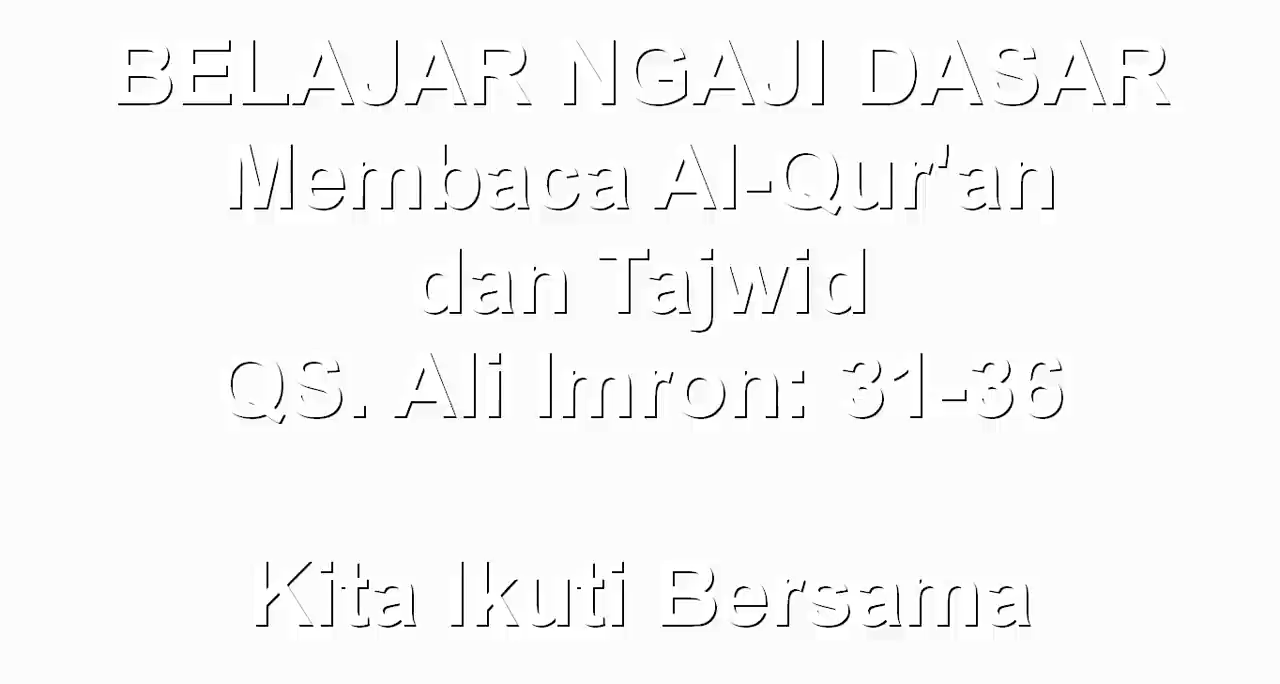 BELAJAR NGAJI DASAR
Membaca Al-Qur'an
dan Tajwid
QS. Ali Imron: 31-36
Kita Ikuti Bersama